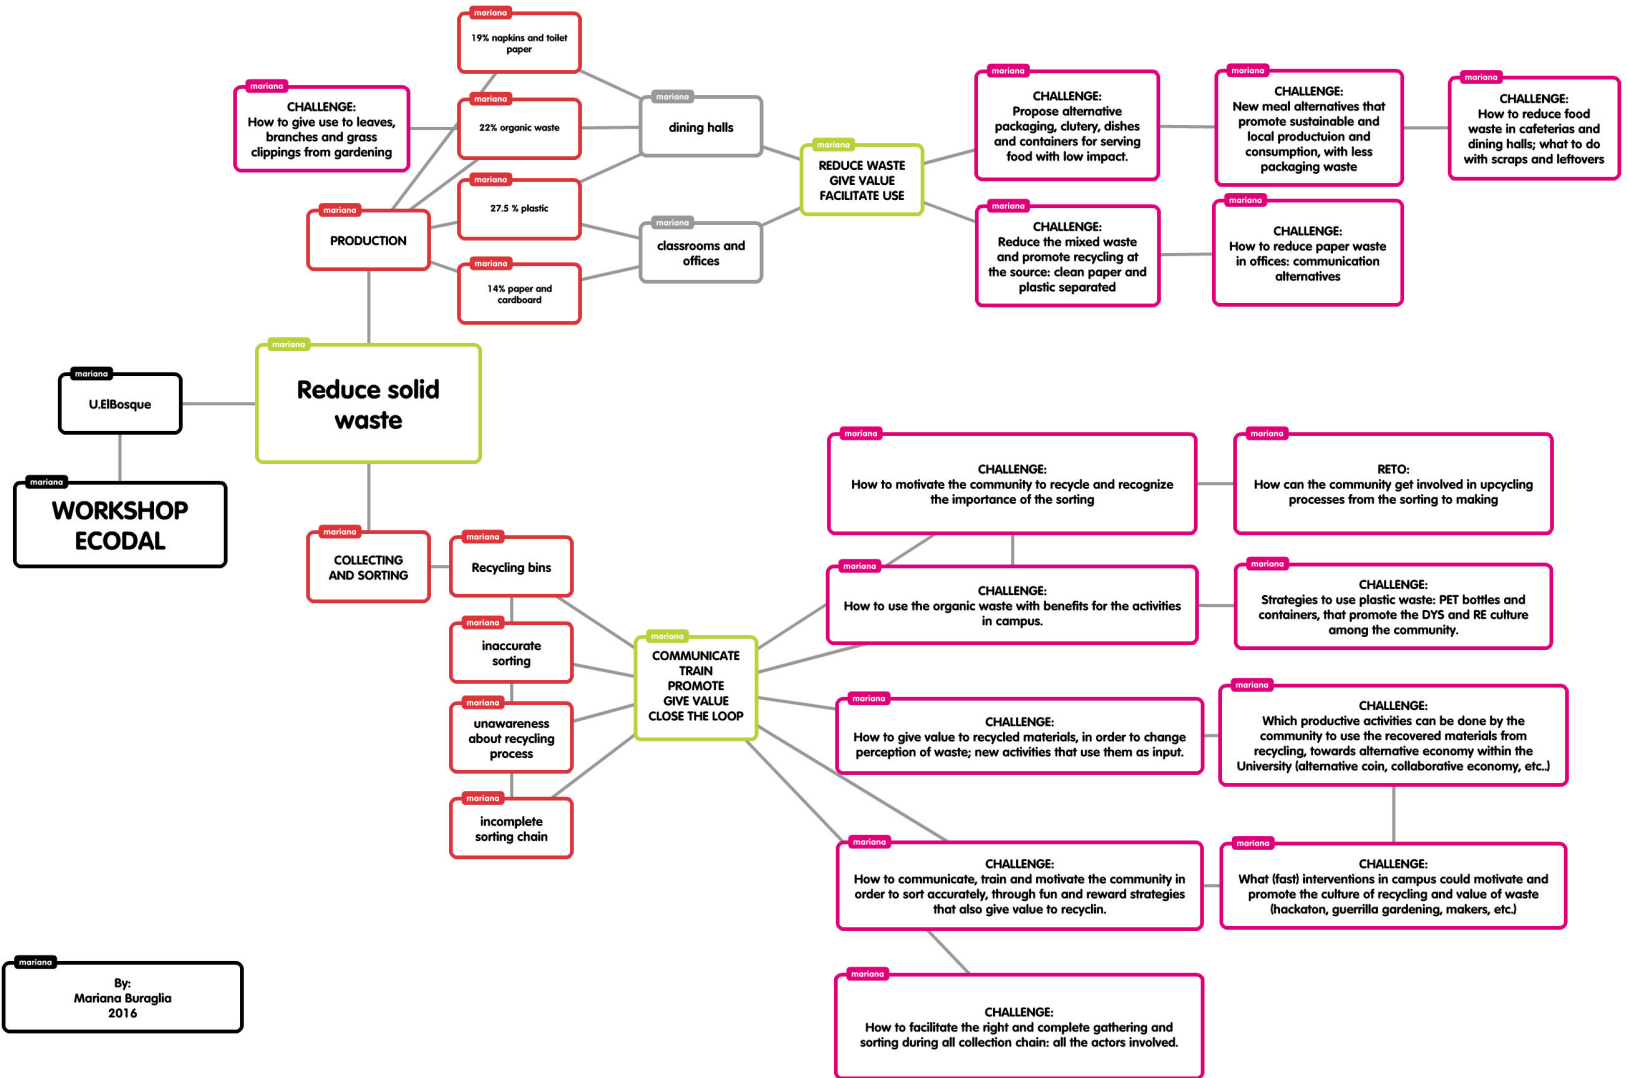 mariana
19% napkins and toilet
paper
mariana
CHALLENGE:
How to give use to leaves,
branches and grass
clippings from gardening
mariana
22% organic waste
mariana
dining halls
mariana
27.5 % plastic
mariana
PRODUCTION
mariana
classrooms and
offices
mariana
14% paper and
cardboard
mariana
REDUCE WASTE
GIVE VALUE
FACILITATE USE
mariana
CHALLENGE:
Propose alternative
packaging, clutery, dishes
and containers for serving
food with low impact.
mariana
CHALLENGE:
New meal alternatives that
promote sustainable and
local productuion and
consumption, with less
packaging waste
mariana
CHALLENGE:
How to reduce food
waste in cafeterias and
dining halls; what to do
with scraps and leftovers
mariana
CHALLENGE:
Reduce the mixed waste
and promote recycling at
the source: clean paper and
plastic separated
mariana
CHALLENGE:
How to reduce paper waste
in offices: communication
alternatives
mariana
Reduce solid
waste
mariana
U.ElBosque
mariana
WORKSHOP
ECODAL
mariana
COLLECTING
AND SORTING
mariana
Recycling bins
mariana
inaccurate
sorting
mariana
unawareness
about recycling
process
mariana
incomplete
sorting chain
mariana
COMMUNICATE
TRAIN
PROMOTE
GIVE VALUE
CLOSE THE LOOP
mariana
CHALLENGE:
How to motivate the community to recycle and recognize
the importance of the sorting
mariana
RETO:
How can the community get involved in upcycling
processes from the sorting to making
mariana
CHALLENGE:
How to use the organic waste with benefits for the activities
in campus.
mariana
CHALLENGE:
Strategies to use plastic waste: PET bottles and
containers, that promote the DYS and RE culture
among the community.
mariana
CHALLENGE:
How to give value to recycled materials, in order to change
perception of waste; new activities that use them as input.
mariana
CHALLENGE:
Which productive activities can be done by the
community to use the recovered materials from
recycling, towards alternative economy within the
University (alternative coin, collaborative economy, etc..)
mariana
CHALLENGE:
How to communicate, train and motivate the community in
order to sort accurately, through fun and reward strategies
that also give value to recyclin.
mariana
CHALLENGE:
What (fast) interventions in campus could motivate and
promote the culture of recycling and value of waste
(hackaton, guerrilla gardening, makers, etc.)
mariana
CHALLENGE:
How to facilitate the right and complete gathering and
sorting during all collection chain: all the actors involved.
mariana
By:
Mariana Buraglia
2016